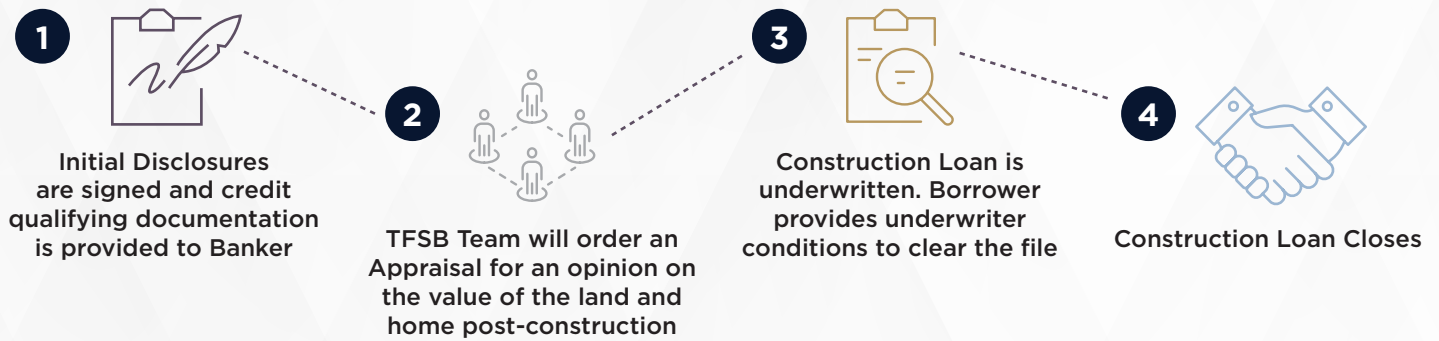 1
Initial Disclosures
are signed and credit
qualifying documentation
is provided to Banker
2
TFSB Team will order an
Appraisal for an opinion on
the value of the land and
home post-construction
3
Construction Loan is
underwritten. Borrower
provides underwriter
conditions to clear the file
4
Construction Loan Closes